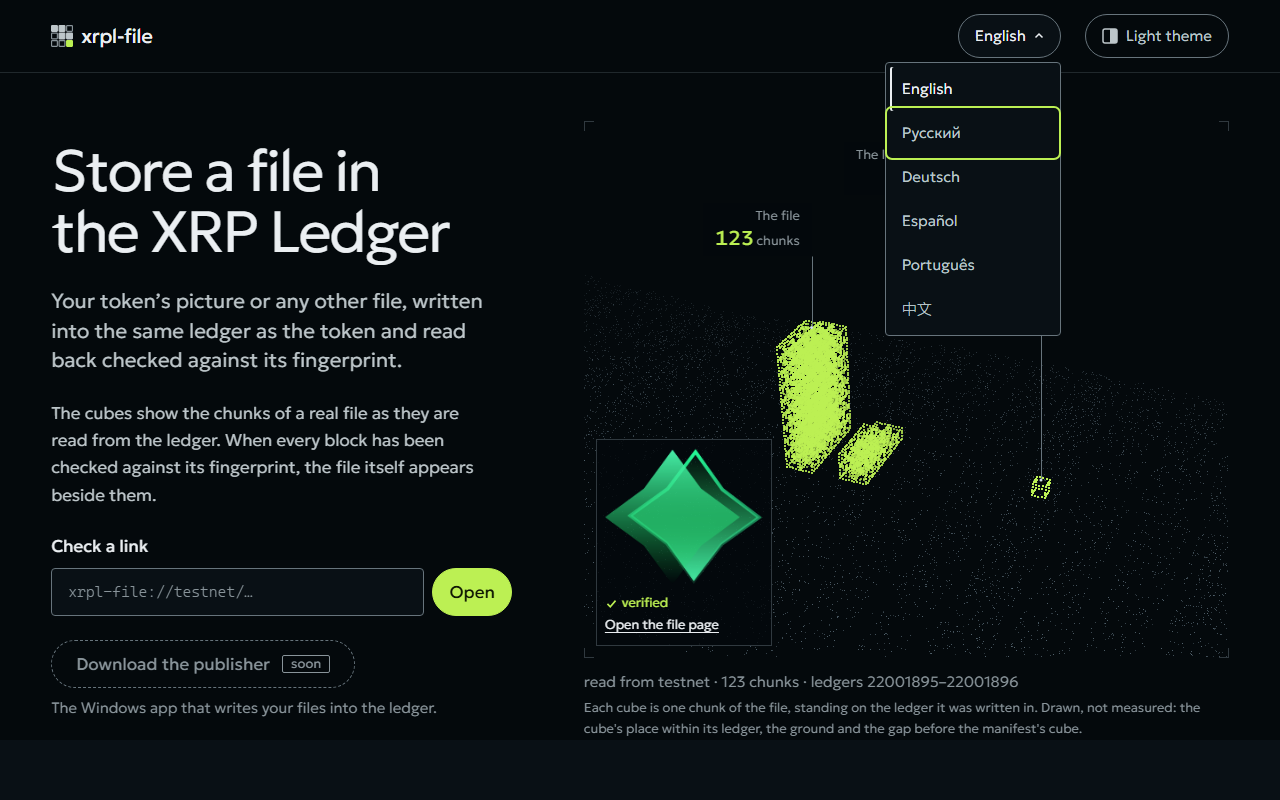 xrpl-file
English
Light theme
English
Русский
Deutsch
Español
Português
中文
Store a file in
the XRP Ledger
Your token’s picture or any other file, written
into the same ledger as the token and read
back checked against its fingerprint.
The cubes show the chunks of a real file as they are
read from the ledger. When every block has been
checked against its fingerprint, the file itself appears
beside them.
Check a link
xrpl-file://testnet/…
Open
Download the publisher soon
The Windows app that writes your files into the ledger.
The
The file
123 chunks
verified
Open the file page
read from testnet · 123 chunks · ledgers 22001895–22001896
Each cube is one chunk of the file, standing on the ledger it was written in. Drawn, not measured: the
cube's place within its ledger, the ground and the gap before the manifest's cube.